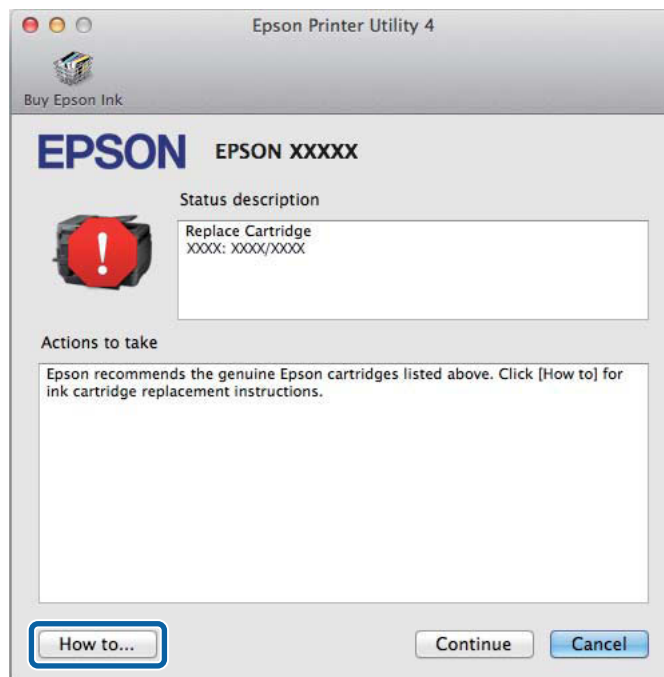 Epson Printer Utility 4
Buy Epson Ink
EPSON
EPSON XXXXX
Status description
Replace Cartridge
XXXX: XXXX/XXXX
Actions to take
Epson recommends the genuine Epson cartridges listed above. Click [How to] for
ink cartridge replacement instructions.
How to...
Continue
Cancel